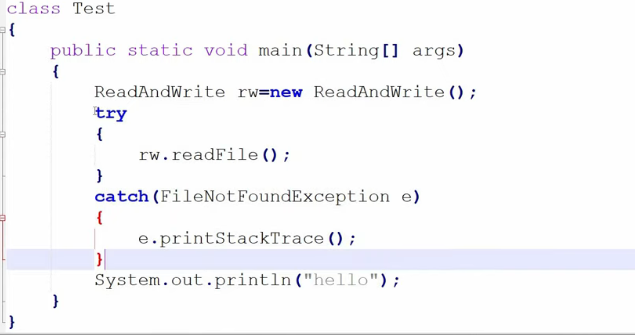 class Test
{
public static void main(String[] args)
{
ReadAndWrite rw=new ReadAndWrite();
try
{
rw.readFile();
}
catch(FileNotFoundException e)
{
e.printStackTrace();
}
System.out.println("hello");
}
}